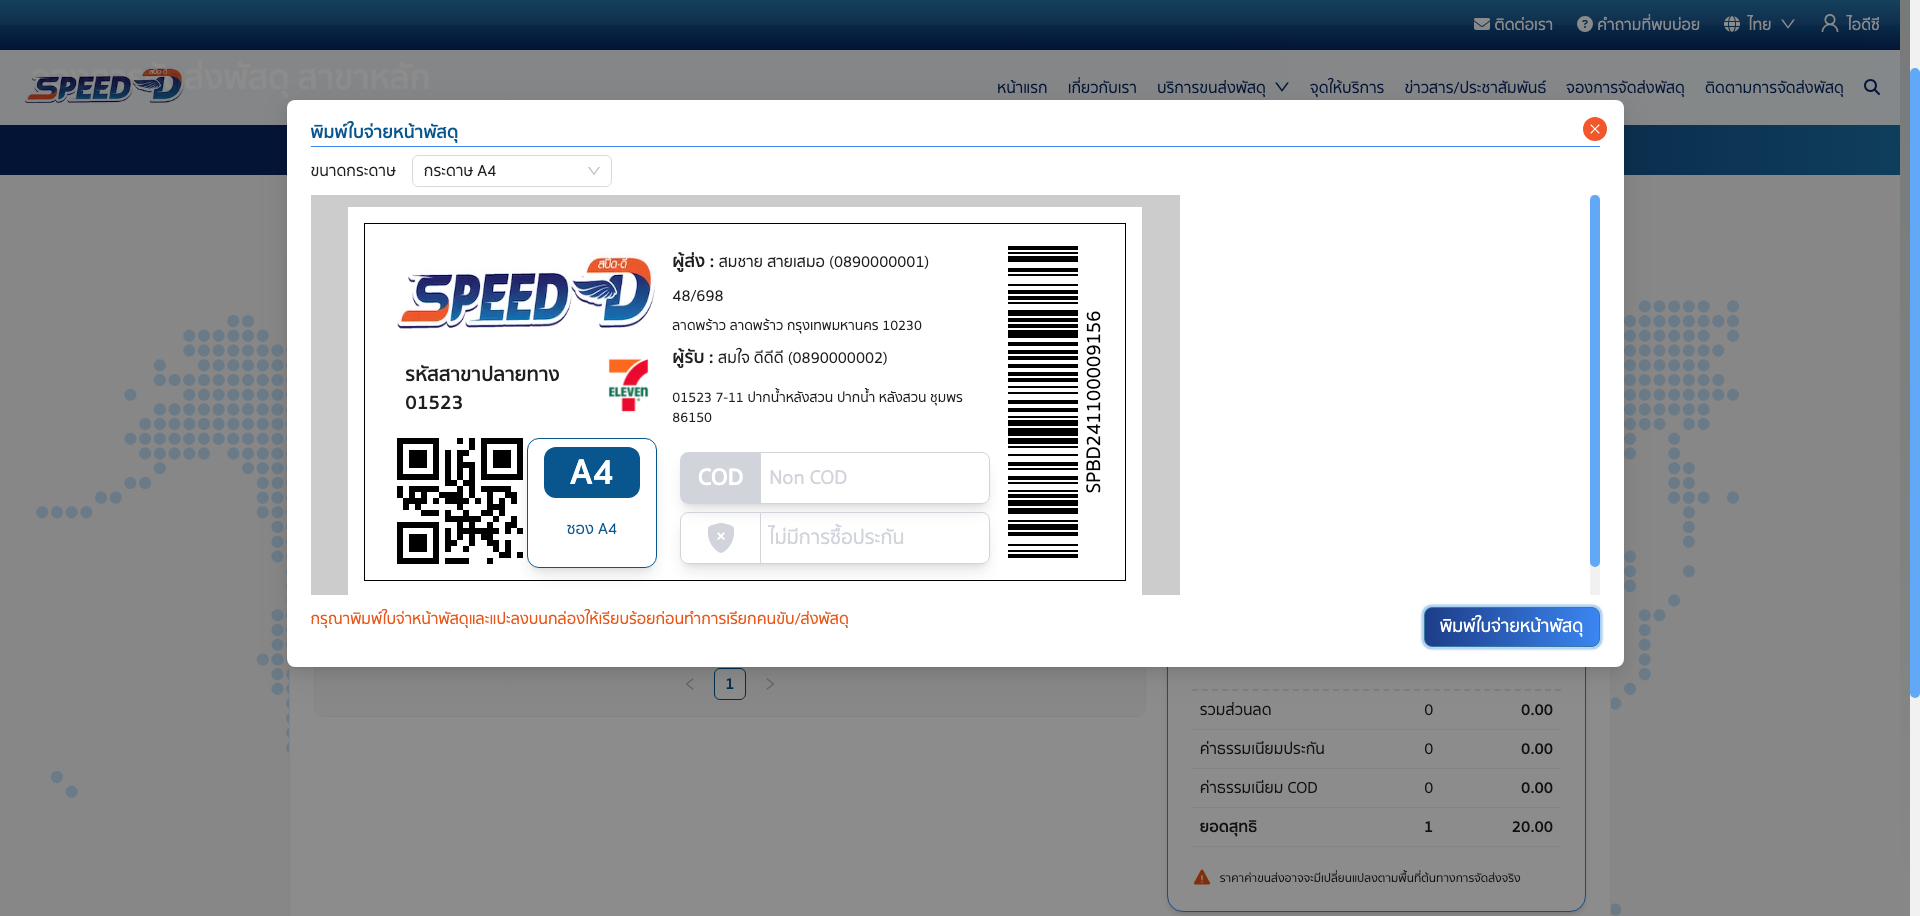 ติดต่อเรา
คำถามที่พบบ่อย
ไทย
ไอดีซี
SPEED-D
สปีด-ดี
ส่งพัสดุ สาขาหลัก
หน้าแรก
เกี่ยวกับเรา
บริการขนส่งพัสดุ
จุดให้บริการ
ข่าวสาร/ประชาสัมพันธ์
จองการจัดส่งพัสดุ
ติดตามการจัดส่งพัสดุ
พิมพ์ใบจ่ายหน้าพัสดุ
ขนาดกระดาษ
กระดาษ A4
สปีด-ดี
SPEED-D
รหัสสาขาปลายทาง
01523
7
ELEVEN
A4
ซอง A4
ผู้ส่ง : สมชาย สายเสมอ (0890000001)
48/698
ลาดพร้าว ลาดพร้าว กรุงเทพมหานคร 10230
ผู้รับ : สมใจ ดีดีดี (0890000002)
01523 7-11 ปากน้ำหลังสวน ปากน้ำ หลังสวน ชุมพร
86150
COD
Non COD
ไม่มีการซื้อประกัน
SPBD241100009156
กรุณาพิมพ์ใบจ่าหน้าพัสดุและแปะลงบนกล่องให้เรียบร้อยก่อนทำการเรียกคนขับ/ส่งพัสดุ
พิมพ์ใบจ่ายหน้าพัสดุ
1
รวมส่วนลด 0 0.00
ค่าธรรมเนียมประกัน 0 0.00
ค่าธรรมเนียม COD 0 0.00
ยอดสุทธิ 1 20.00
ราคาค่าขนส่งอาจจะมีเปลี่ยนแปลงตามพื้นที่ต้นทางการจัดส่งจริง